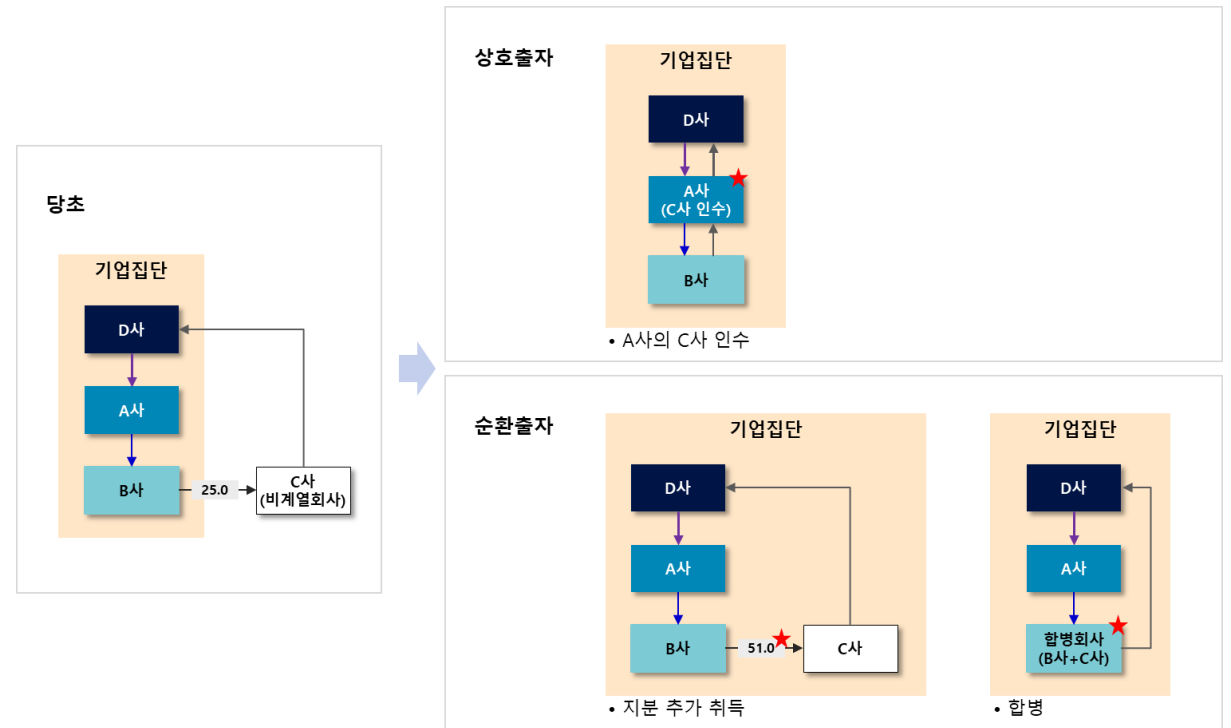 당초
기업집단
D사
A사
B사
25.0
C사
(비계열회사)
상호출자
기업집단
D사
A사
(C사 인수)
B사
• A사의 C사 인수
순환출자
기업집단
D사
A사
B사
51.0
C사
• 지분 추가 취득
기업집단
D사
A사
합병회사
(B사+C사)
• 합병